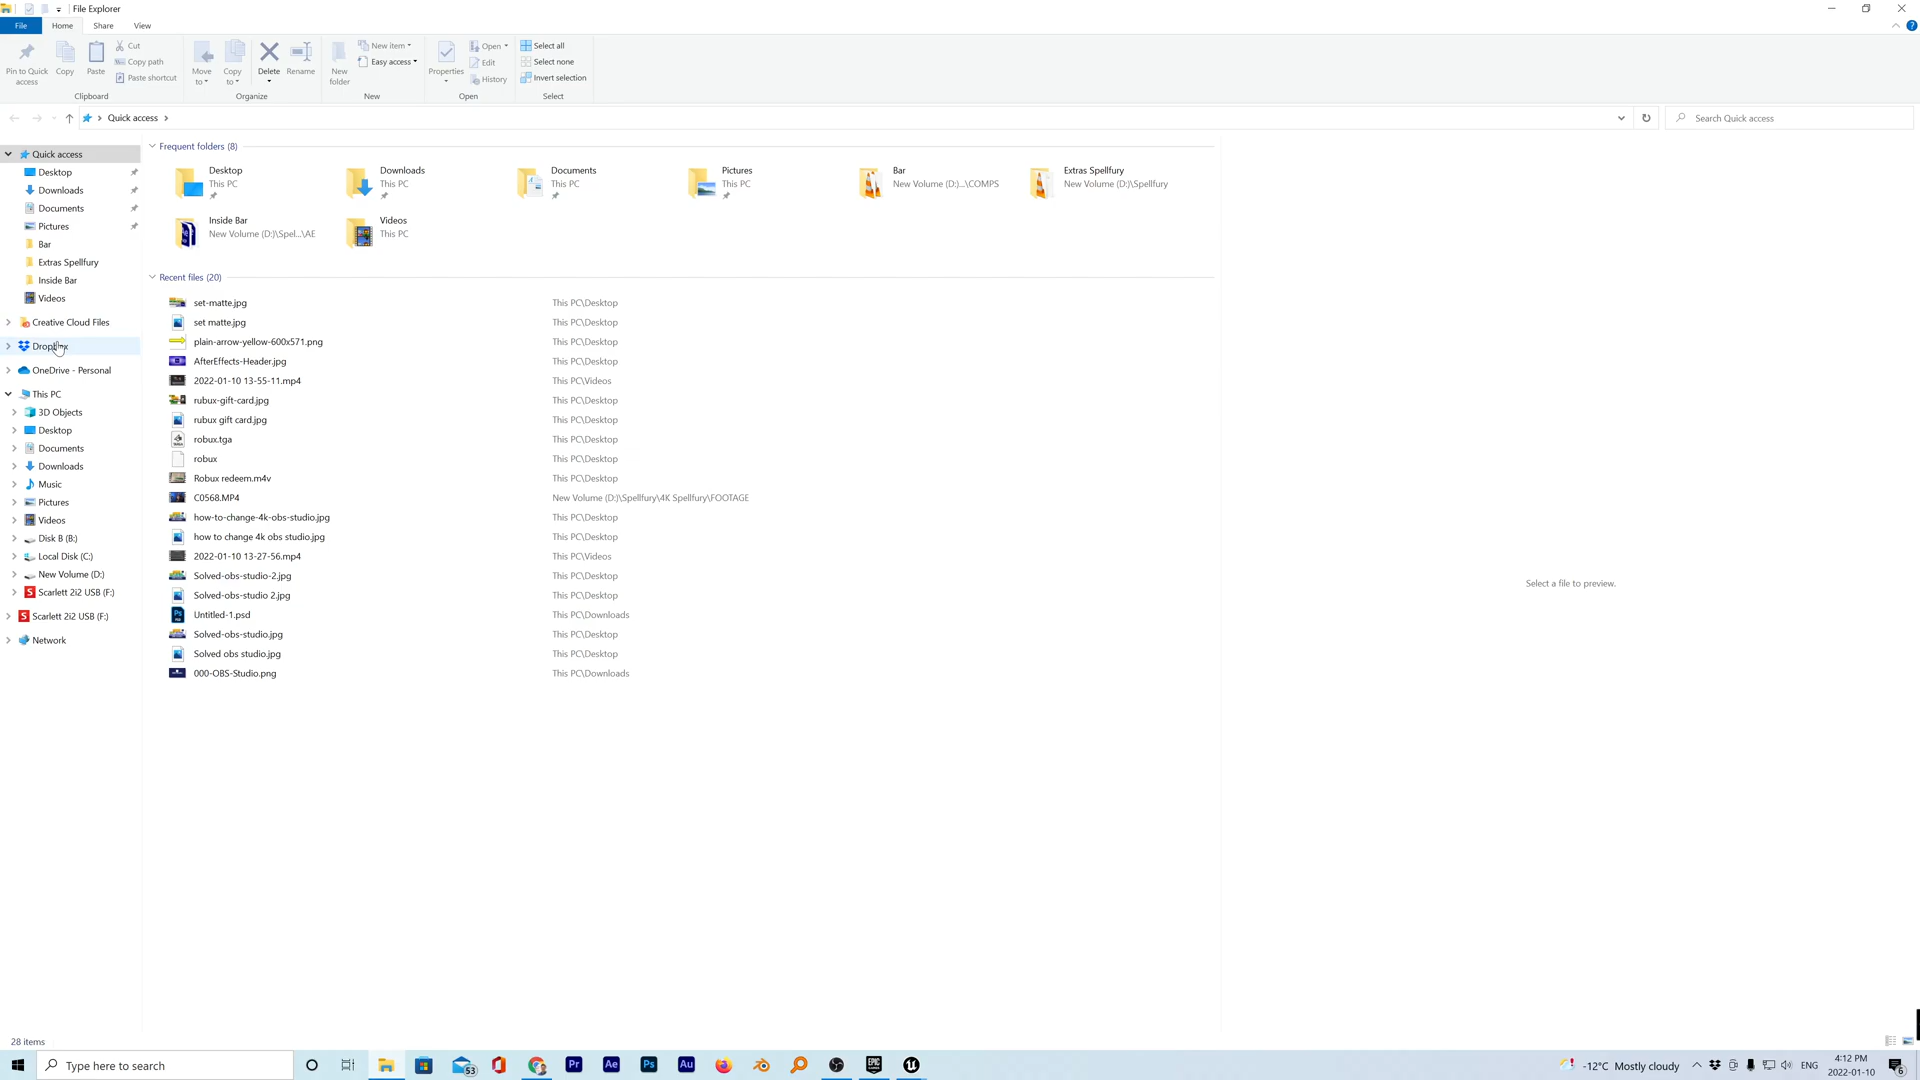 File Explorer
File Home Share View
Pin to Quick access
Copy
Paste
Cut
Copy path
Paste shortcut
Clipboard
Move to
Copy to
Delete
Rename
Organize
New folder
New item
Easy access
New
Properties
Open
Edit
History
Open
Select all
Select none
Invert selection
Select
Quick access
Search Quick access
Quick access
Desktop
Downloads
Documents
Pictures
Bar
Extras Spellfury
Inside Bar
Videos
Creative Cloud Files
Dropbox
OneDrive - Personal
This PC
3D Objects
Desktop
Documents
Downloads
Music
Pictures
Videos
Disk B (B:)
Local Disk (C:)
New Volume (D:)
Scarlett 2i2 USB (F:)
Scarlett 2i2 USB (F:)
Network
Frequent folders (8)
Desktop
This PC
Downloads
This PC
Documents
This PC
Pictures
This PC
Bar
New Volume (D:)...\COMPS
Extras Spellfury
New Volume (D:)\Spellfury
Inside Bar
New Volume (D:)\Spel...\AE
Videos
This PC
Recent files (20)
set-matte.jpg This PC\Desktop
set matte.jpg This PC\Desktop
plain-arrow-yellow-600x571.png This PC\Desktop
AfterEffects-Header.jpg This PC\Desktop
2022-01-10 13-55-11.mp4 This PC\Videos
rubux-gift-card.jpg This PC\Desktop
rubux gift card.jpg This PC\Desktop
robux.tga This PC\Desktop
robux This PC\Desktop
Robux redeem.m4v This PC\Desktop
C0568.MP4 New Volume (D:)\Spellfury\4K Spellfury\FOOTAGE
how-to-change-4k-obs-studio.jpg This PC\Desktop
how to change 4k obs studio.jpg This PC\Desktop
2022-01-10 13-27-56.mp4 This PC\Videos
Solved-obs-studio-2.jpg This PC\Desktop
Solved-obs-studio 2.jpg This PC\Desktop
Untitled-1.psd This PC\Downloads
Solved-obs-studio.jpg This PC\Desktop
Solved obs studio.jpg This PC\Desktop
000-OBS-Studio.png This PC\Downloads
Select a file to preview.
28 items
Type here to search
53
Pr
Ae
Ps
Au
EPIC GAMES
-12°C Mostly cloudy
ENG
4:12 PM
2022-01-10
6